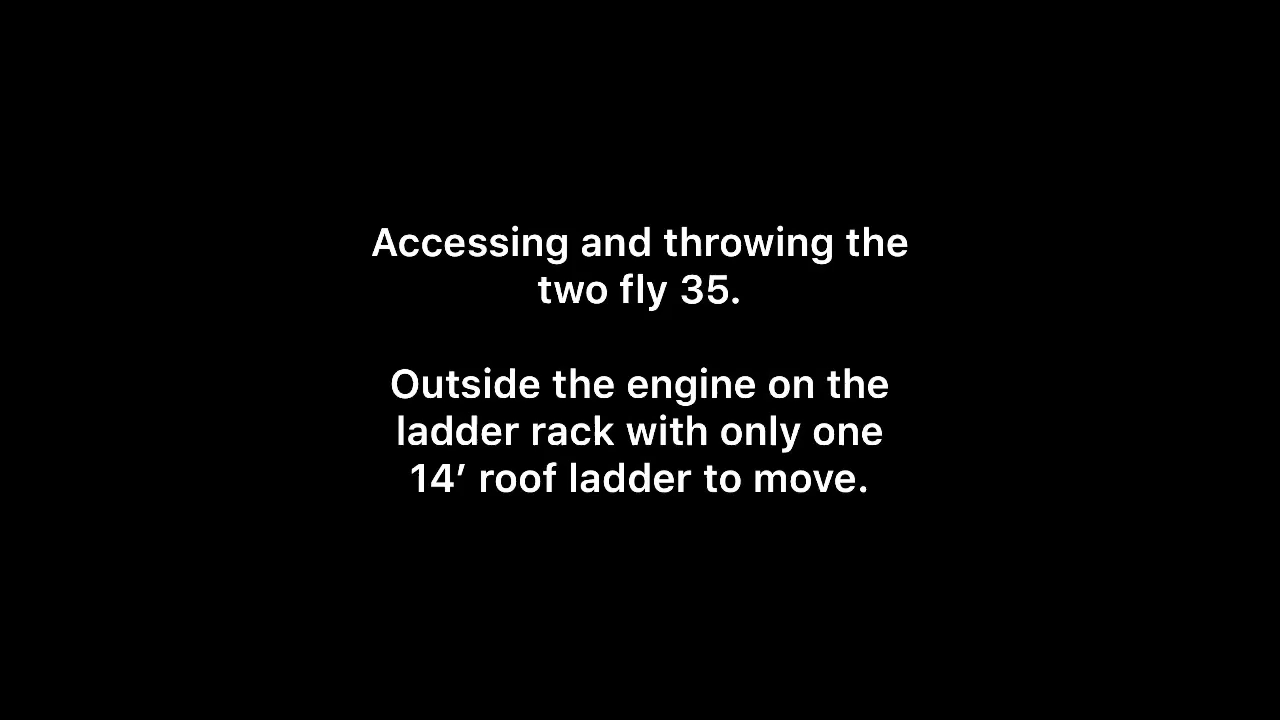 Accessing and throwing the
two fly 35.
Outside the engine on the
ladder rack with only one
14’ roof ladder to move.